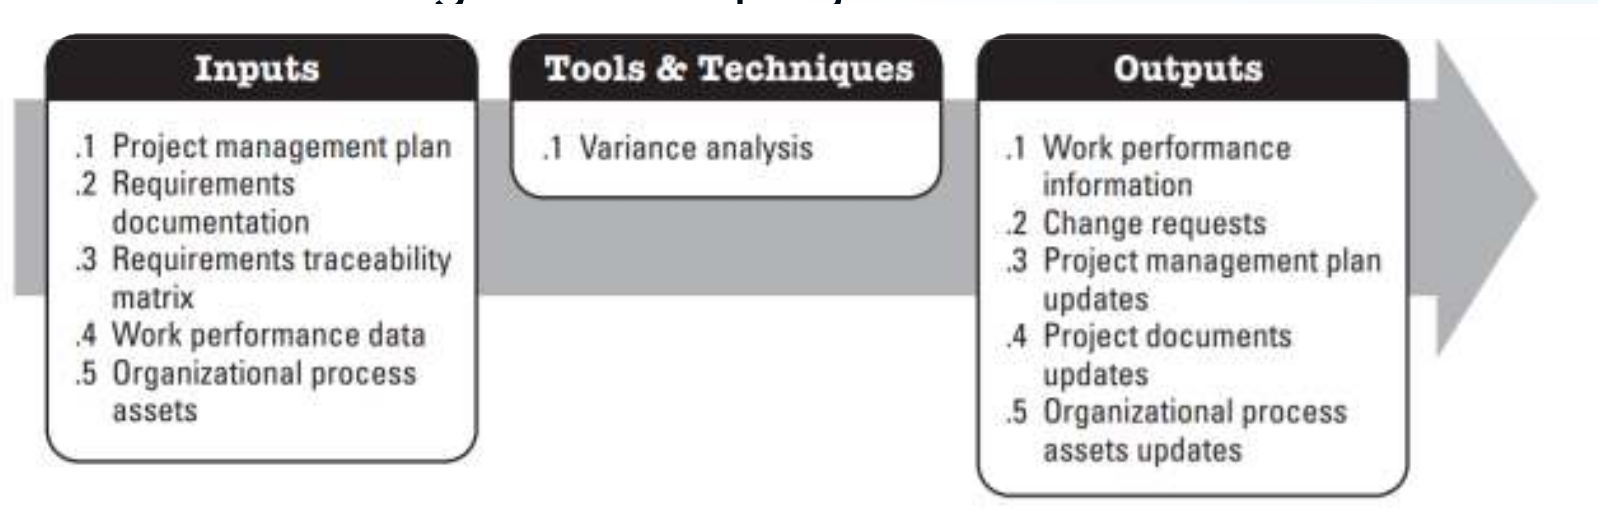 Inputs
.1 Project management plan
.2 Requirements
documentation
.3 Requirements traceability
matrix
.4 Work performance data
.5 Organizational process
assets
Tools & Techniques
.1 Variance analysis
Outputs
.1 Work performance
information
.2 Change requests
.3 Project management plan
updates
.4 Project documents
updates
.5 Organizational process
assets updates